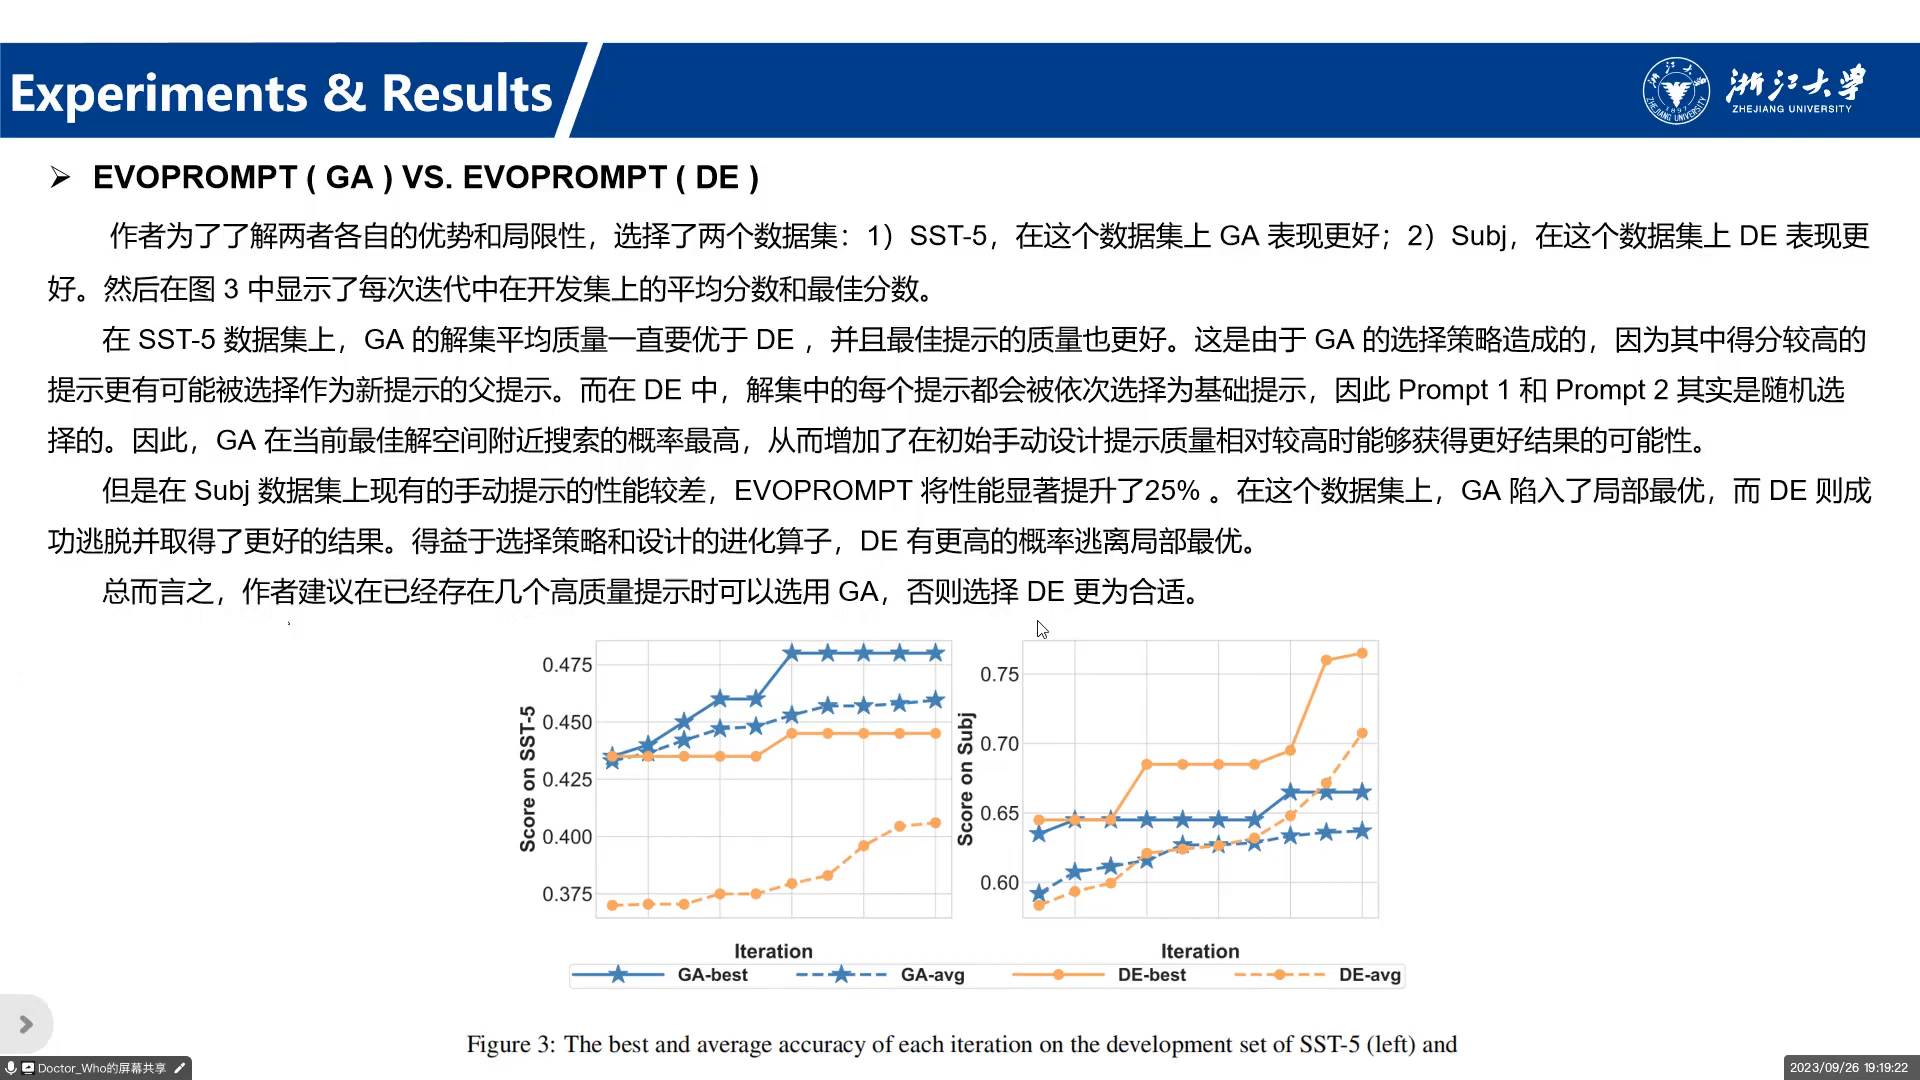 Experiments & Results
浙江大学
ZHEJIANG UNIVERSITY
EVOPROMPT ( GA ) VS. EVOPROMPT ( DE )
作者为了了解两者各自的优势和局限性，选择了两个数据集：1）SST-5，在这个数据集上 GA 表现更好；2）Subj，在这个数据集上 DE 表现更
好。然后在图 3 中显示了每次迭代中在开发集上的平均分数和最佳分数。
在 SST-5 数据集上，GA 的解集平均质量一直要优于 DE ，并且最佳提示的质量也更好。这是由于 GA 的选择策略造成的，因为其中得分较高的
提示更有可能被选择作为新提示的父提示。而在 DE 中，解集中的每个提示都会被依次选择为基础提示，因此 Prompt 1 和 Prompt 2 其实是随机选
择的。因此，GA 在当前最佳解空间附近搜索的概率最高，从而增加了在初始手动设计提示质量相对较高时能够获得更好结果的可能性。
但是在 Subj 数据集上现有的手动提示的性能较差，EVOPROMPT 将性能显著提升了25% 。在这个数据集上，GA 陷入了局部最优，而 DE 则成
功逃脱并取得了更好的结果。得益于选择策略和设计的进化算子，DE 有更高的概率逃离局部最优。
总而言之，作者建议在已经存在几个高质量提示时可以选用 GA，否则选择 DE 更为合适。
Score on SST-5
0.475
0.450
0.425
0.400
0.375
Iteration
Score on Subj
0.75
0.70
0.65
0.60
Iteration
GA-best GA-avg DE-best DE-avg
Figure 3: The best and average accuracy of each iteration on the development set of SST-5 (left) and
Doctor_Who的屏幕共享
2023/09/26 19:19:22